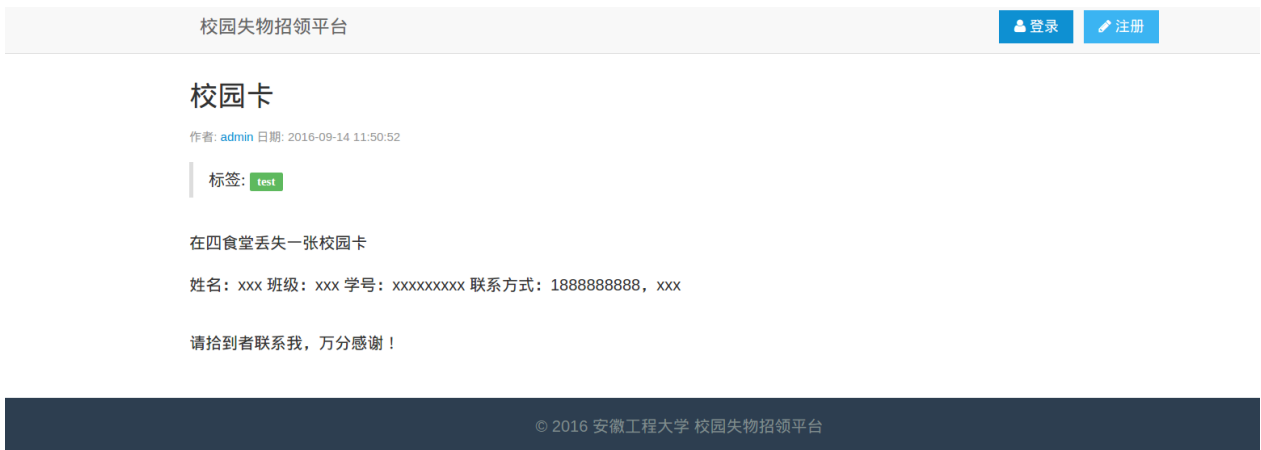 校园失物招领平台 登录 注册
校园卡
作者: admin 日期: 2016-09-14 11:50:52
标签: test
在四食堂丢失一张校园卡
姓名：xxx 班级：xxx 学号：xxxxxxxxx 联系方式：1888888888，xxx
请拾到者联系我，万分感谢！
© 2016 安徽工程大学 校园失物招领平台